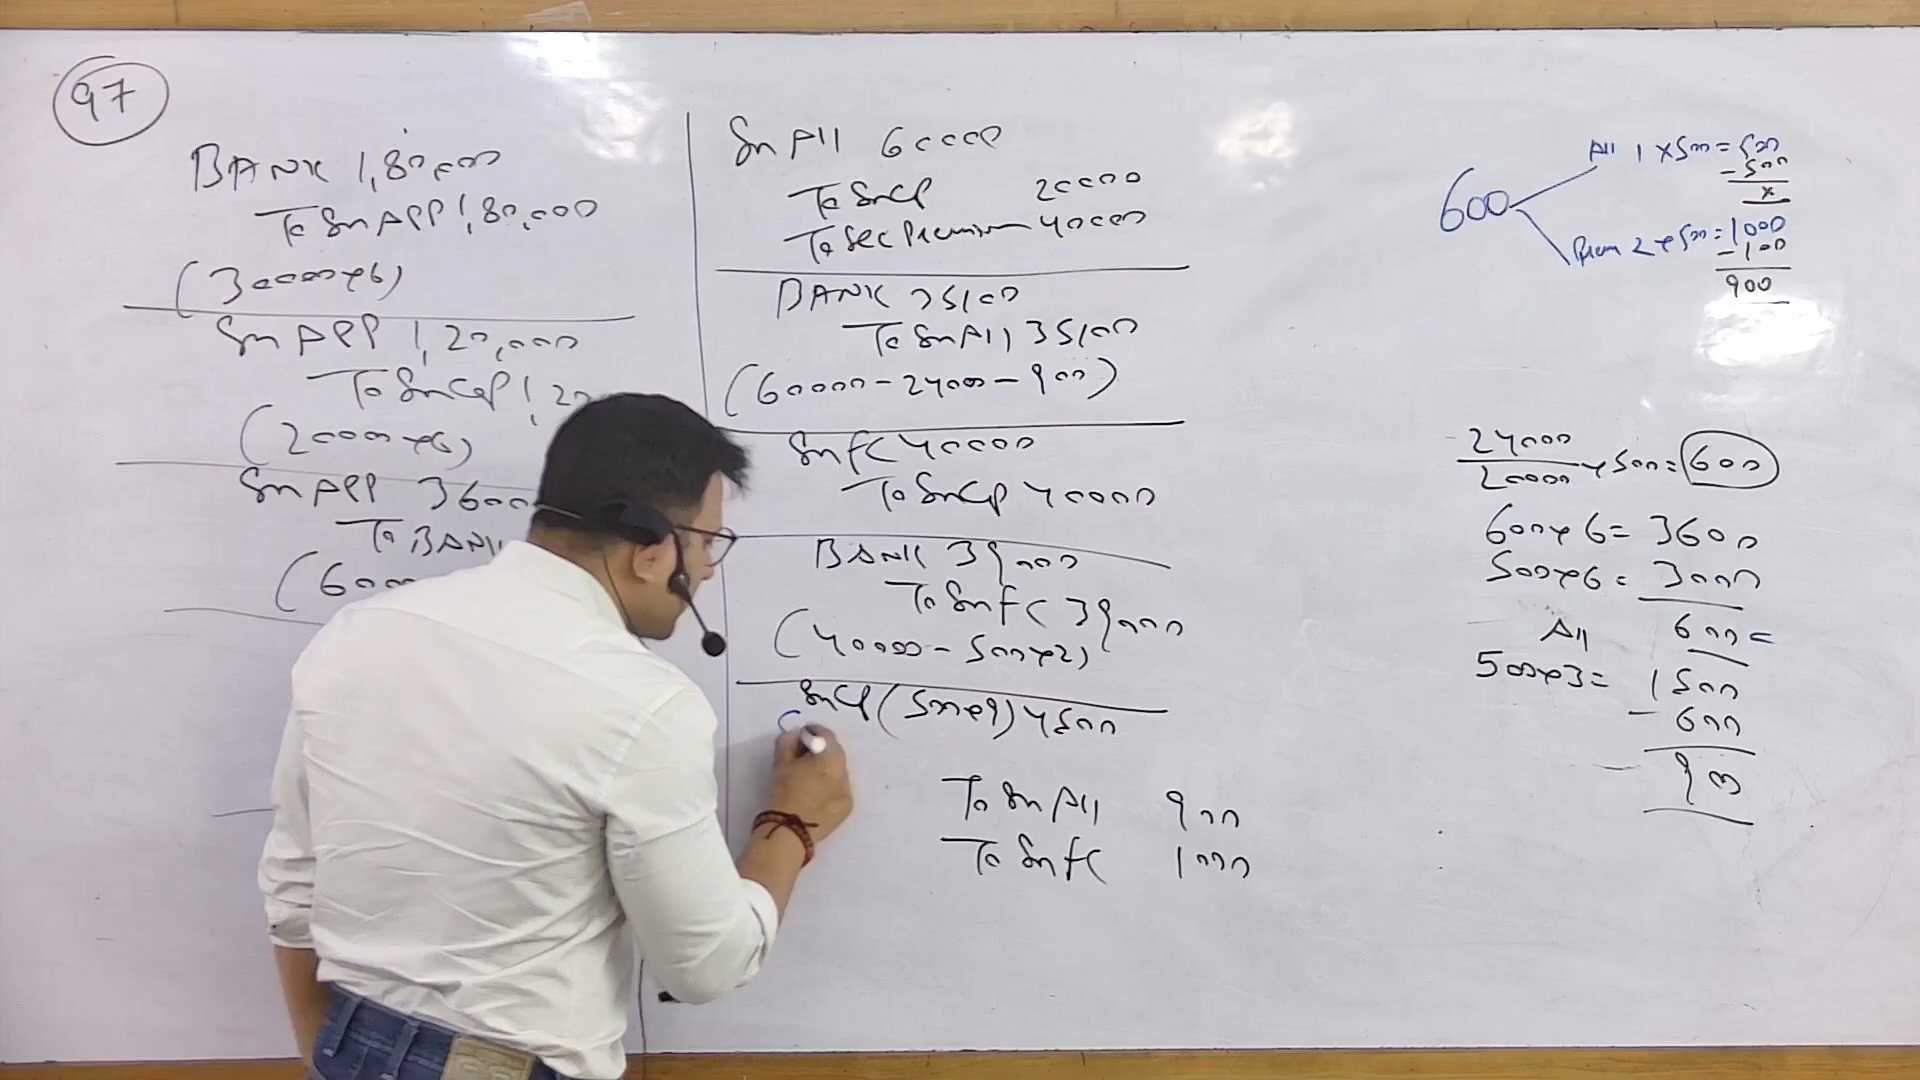 97
BANK 1,80,000
To Sh APP 1,80,000
(30000×6)
Sh APP 1,20,000
To Sh Cap 1,20
(20000×6)
Sh APP 3600
To BANK
(600
Sh All 60000
To Sh Cap 20000
To Sec Premium 40000
BANK 35100
To Sh All 35100
(60000-24000-900)
Sh FC 40000
To Sh Cap 40000
BANK 39000
To Sh FC 39000
(40000-500×2)
Sh Cap (500×9) 4500
To Sh All 900
To Sh FC 1000
600
All 1×500=500
-500
×
Prem 2×500=1000
-100
900
24000
20000 ×500=600
600×6=3600
500×6=3000
600
All
500×3=1500
-600
900